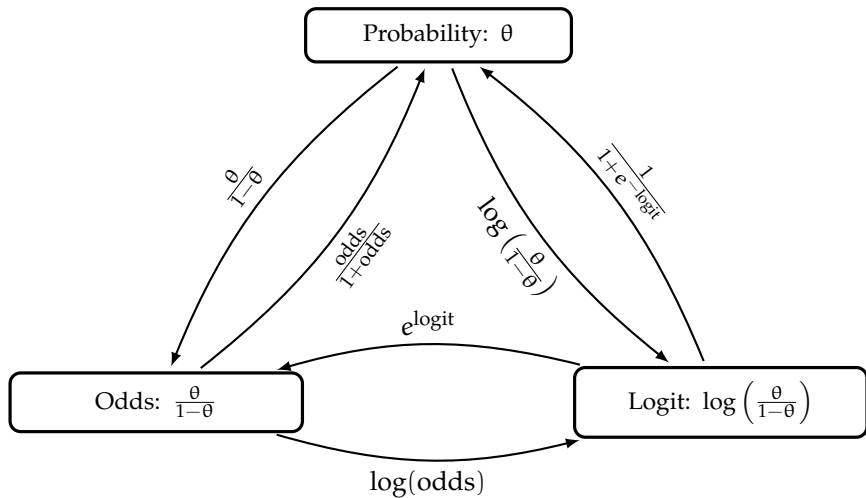 Probability: θ
θ/(1−θ)
odds/(1+odds)
log(θ/(1−θ))
1/(1+e^−logit)
e^logit
Odds: θ/(1−θ)
Logit: log(θ/(1−θ))
log(odds)